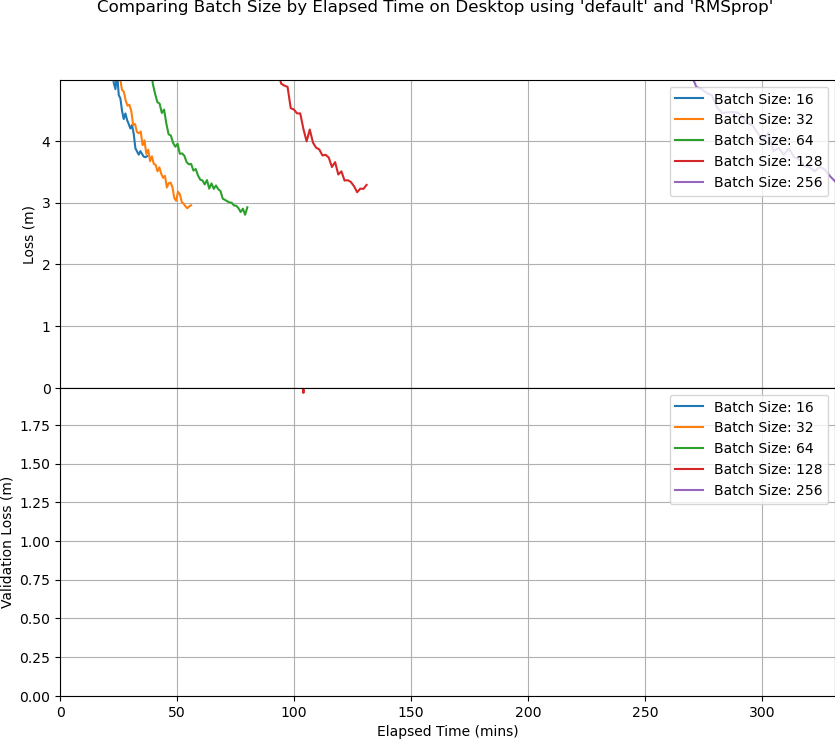 Comparing Batch Size by Elapsed Time on Desktop using 'default' and 'RMSprop'
Batch Size: 16
Batch Size: 32
Batch Size: 64
Batch Size: 128
Batch Size: 256
4
3
2
1
0
Loss (m)
Batch Size: 16
Batch Size: 32
Batch Size: 64
Batch Size: 128
Batch Size: 256
1.75
1.50
1.25
1.00
0.75
0.50
0.25
0.00
Validation Loss (m)
0 50 100 150 200 250 300
Elapsed Time (mins)